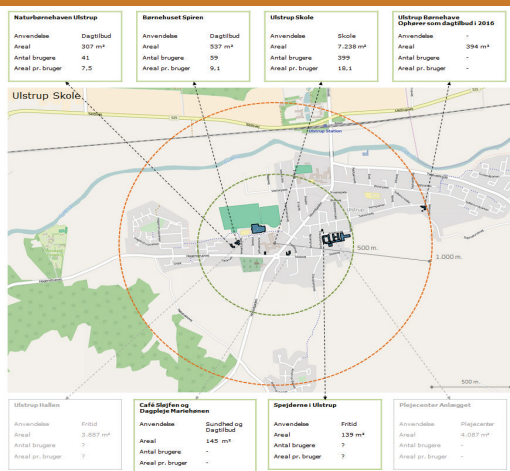 Naturbørnehaven Ulstrup
Anvendelse Dagtilbud
Areal 307 m²
Antal brugere 41
Areal pr. bruger 7,5
Børnehuset Spiren
Anvendelse Dagtilbud
Areal 537 m²
Antal brugere 59
Areal pr. bruger 9,1
Ulstrup Skole
Anvendelse Skole
Areal 7.238 m²
Antal brugere 399
Areal pr. bruger 18,1
Ulstrup Børnehave
Ophører som dagtilbud i 2016
Anvendelse -
Areal 394 m²
Antal brugere -
Areal pr. bruger -
Ulstrup Skole
Ulstrup Station
500 m.
1.000 m.
500 m.
Ulstrup Hallen
Anvendelse Fritid
Areal 3.887 m²
Antal brugere ?
Areal pr. bruger ?
Café Sløjfen og
Dagpleje Mariehønen
Anvendelse Sundhed og
Dagtilbud
Areal 145 m²
Antal brugere -
Areal pr. bruger -
Spejderne i Ulstrup
Anvendelse Fritid
Areal 139 m²
Antal brugere ?
Areal pr. bruger ?
Plejecenter Anlægget
Anvendelse Plejecenter
Areal 4.087 m²
Antal brugere -
Areal pr. bruger -